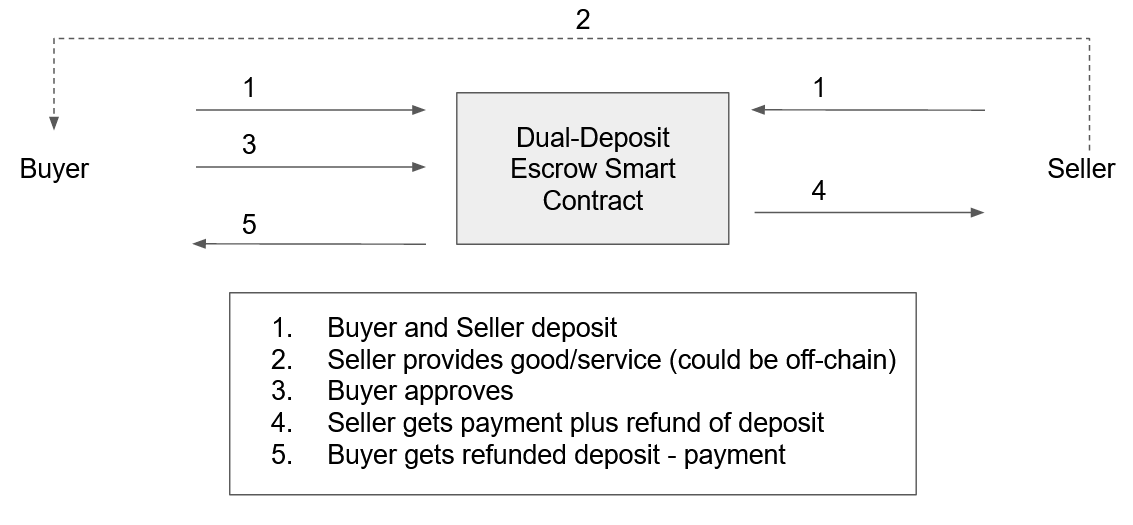 2
1
1
Dual-Deposit
Escrow Smart
Contract
3
Buyer
Seller
4
5
1. Buyer and Seller deposit
2. Seller provides good/service (could be off-chain)
3. Buyer approves
4. Seller gets payment plus refund of deposit
5. Buyer gets refunded deposit - payment